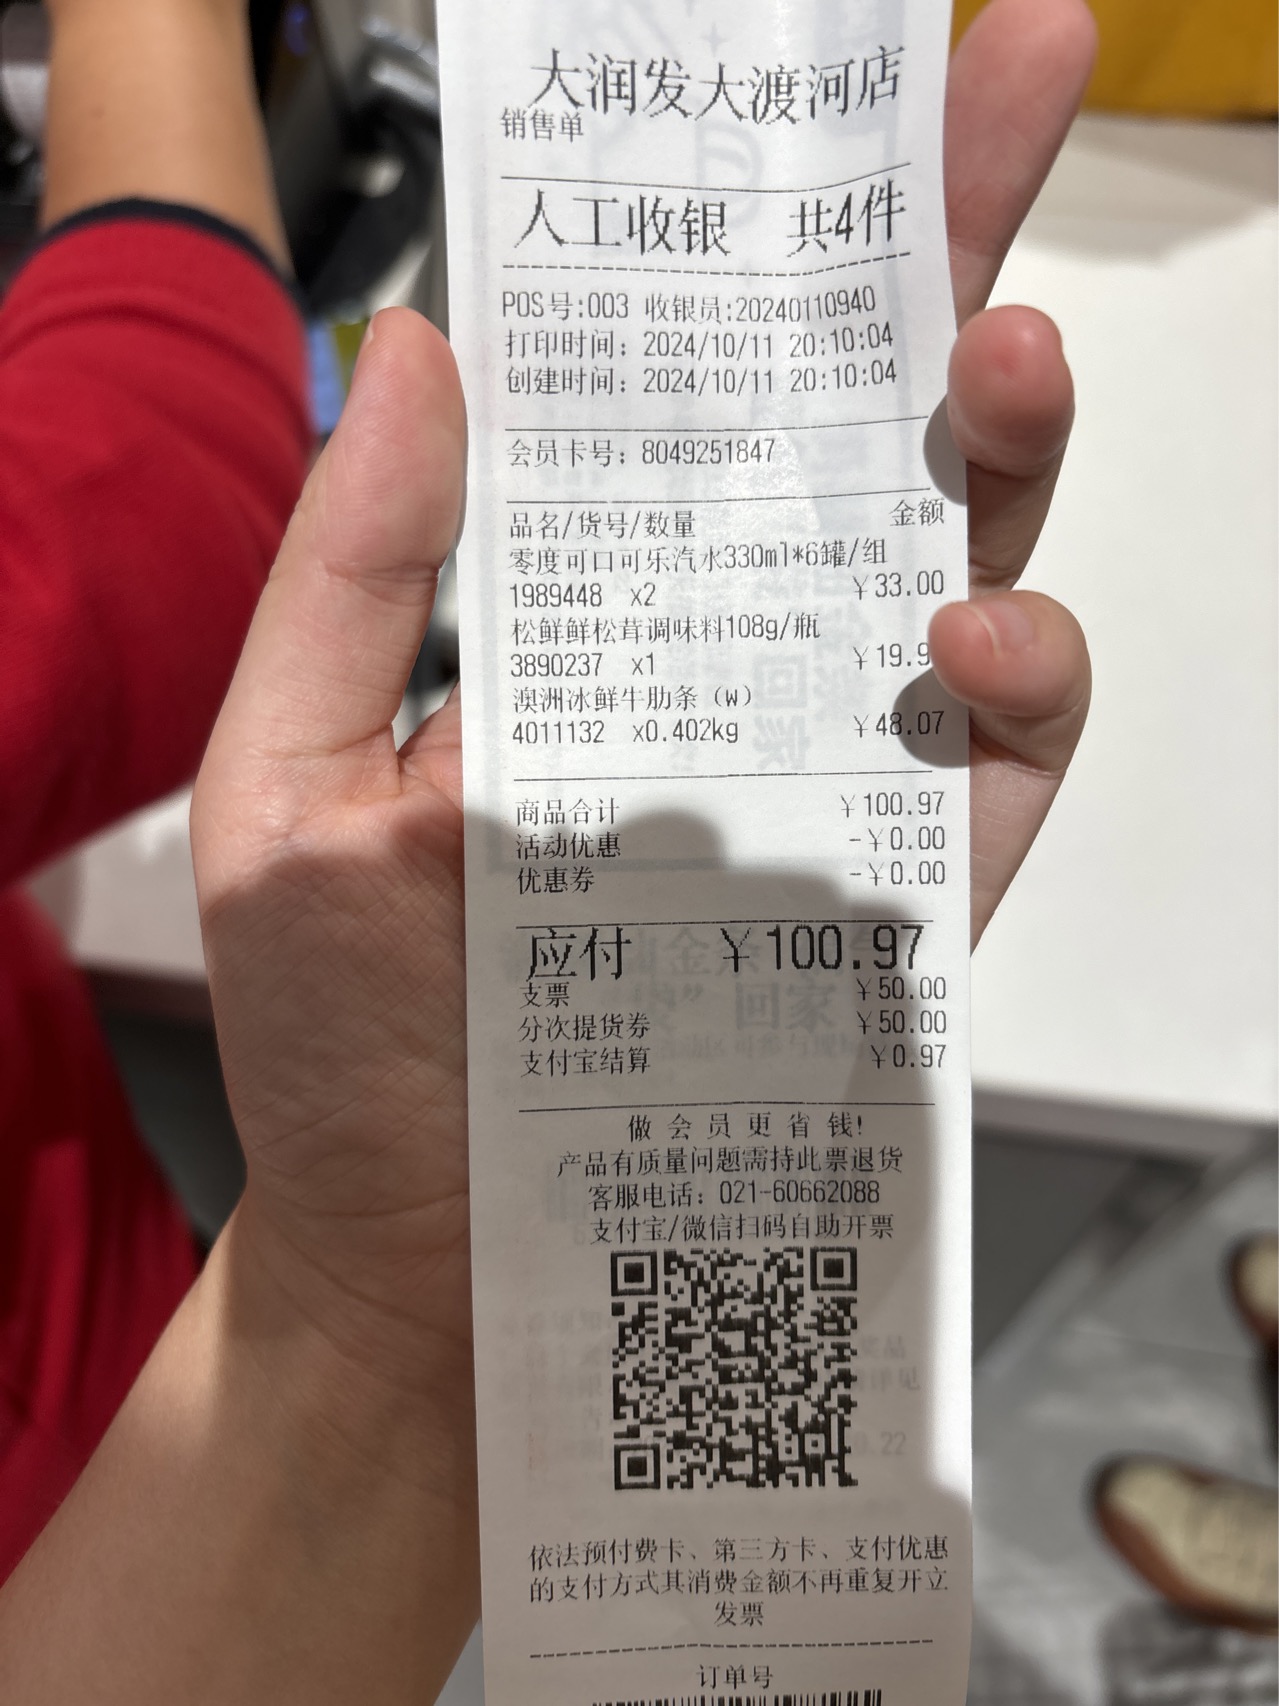 大润发大渡河店
销售单
人工收银 共4件
POS号:003 收银员:20240110940
打印时间：2024/10/11 20:10:04
创建时间：2024/10/11 20:10:04
会员卡号：8049251847
品名/货号/数量 金额
零度可口可乐汽水330ml*6罐/组
1989448 x2 ￥33.00
松鲜鲜松茸调味料108g/瓶
3890237 x1 ￥19.9
澳洲冰鲜牛肋条（w）
4011132 x0.402kg ￥48.07
商品合计 ￥100.97
活动优惠 -￥0.00
优惠券 -￥0.00
应付 ￥100.97
支票 ￥50.00
分次提货券 ￥50.00
支付宝结算 ￥0.97
做会员更省钱!
产品有质量问题需持此票退货
客服电话：021-60662088
支付宝/微信扫码自助开票
依法预付费卡、第三方卡、支付优惠
的支付方式其消费金额不再重复开立
发票
订单号